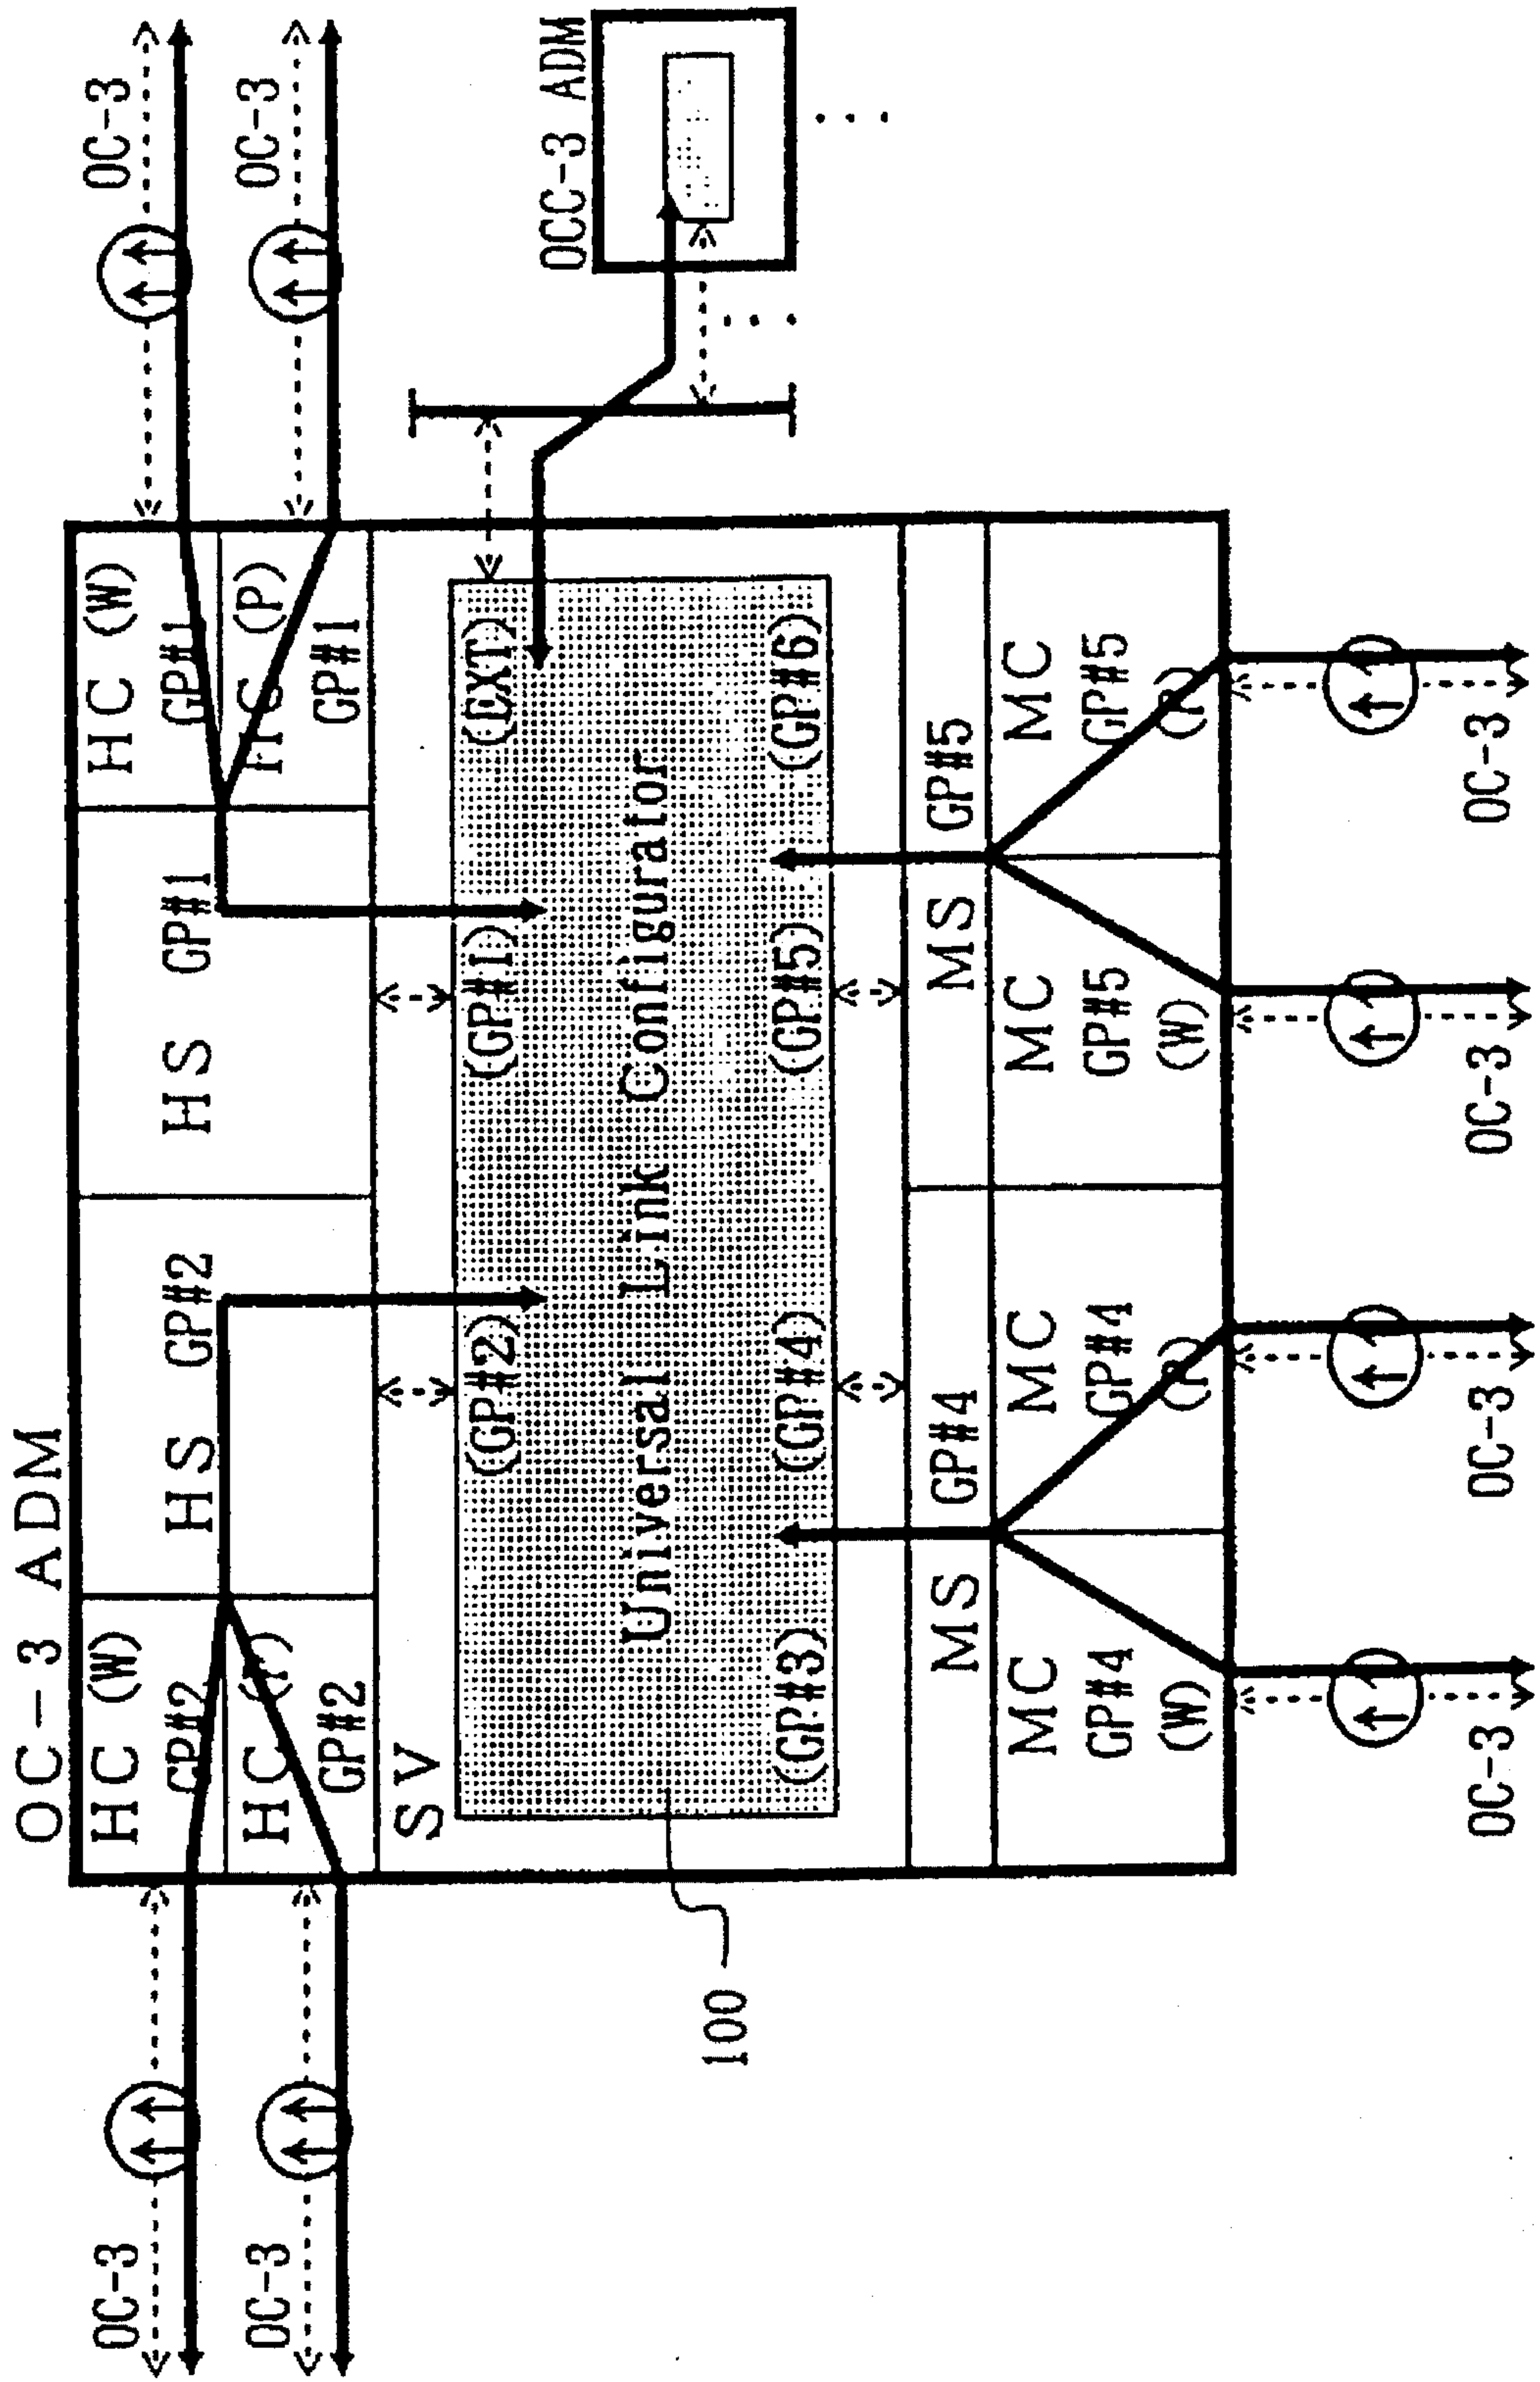 OC-3 ADM
OC-3
HC (W)
GP#2
HS GP#2
HS GP#1
HC (W)
GP#1
OC-3
OC-3
HC (P)
GP#2
HC (P)
GP#1
OC-3
SV
(GP#2)
(GP#1)
(EXT)
Universal Link Configurator
(GP#3)
(GP#4)
(GP#5)
(GP#6)
100
OCC-3 ADM
MS GP#4
MS GP#5
MC
GP#4
(W)
MC
GP#4
(P)
MC
GP#5
(W)
MC
GP#5
(P)
OC-3
OC-3
OC-3
OC-3